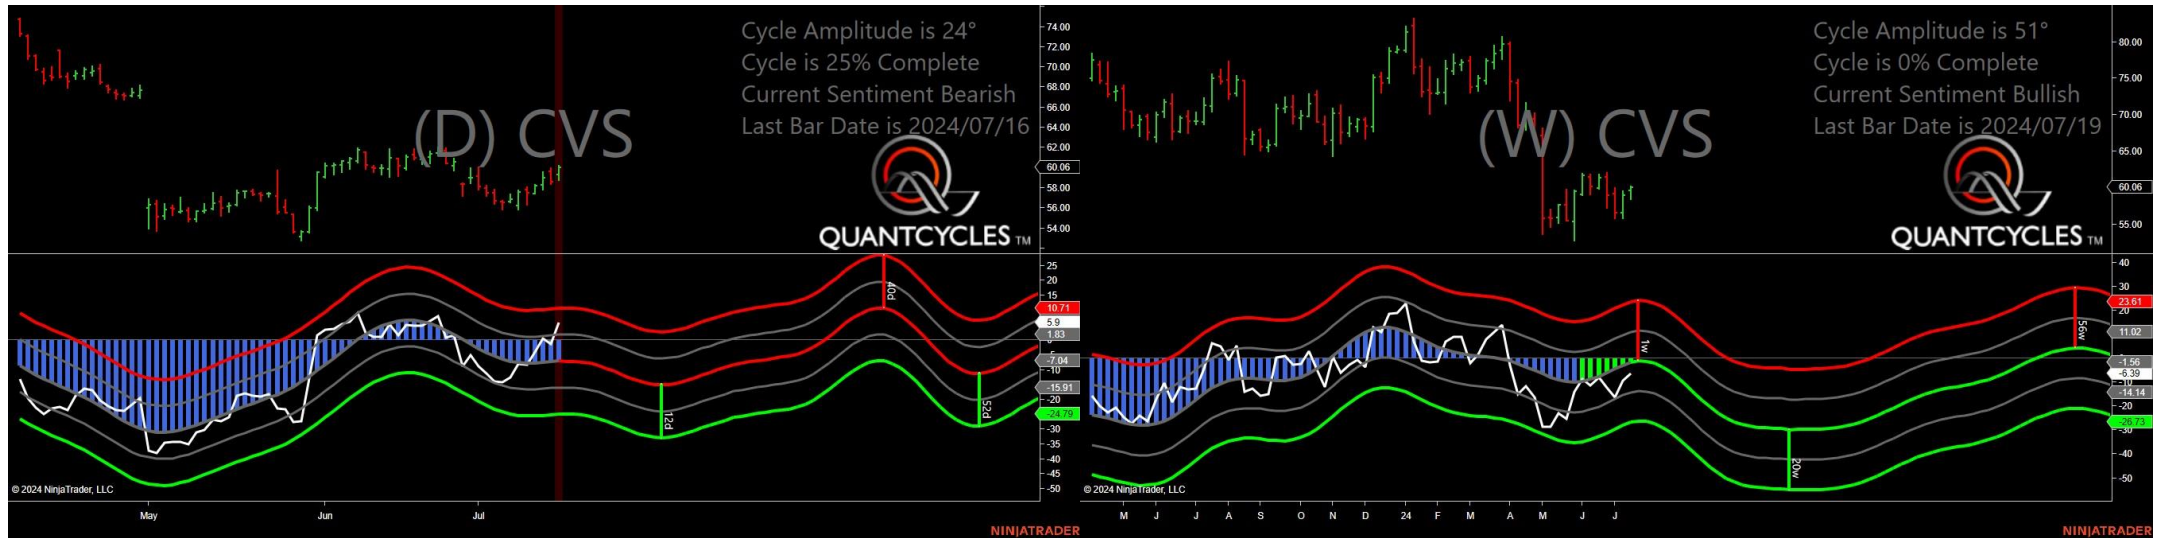 Cycle Amplitude is 24°
Cycle is 25% Complete
Current Sentiment Bearish
Last Bar Date is 2024/07/16
(D) CVS
QUANTCYCLES TM
74.00
72.00
70.00
68.00
66.00
64.00
62.00
60.06
58.00
56.00
54.00
25
20
15
10.71
5.9
1.83
-7.04
-10
-15.91
-20
-24.79
-30
-35
-40
-45
-50
12d
40d
52d
© 2024 NinjaTrader, LLC
May
Jun
Jul
NINJATRADER
Cycle Amplitude is 51°
Cycle is 0% Complete
Current Sentiment Bullish
Last Bar Date is 2024/07/19
(W) CVS
QUANTCYCLES TM
80.00
75.00
70.00
65.00
60.06
55.00
40
30
23.61
20
11.02
-1.56
-6.39
-10
-14.14
-20
-26.73
-30
-40
-50
1w
20w
56w
© 2024 NinjaTrader, LLC
M J J A S O N D 24 F M A M J J
NINJATRADER